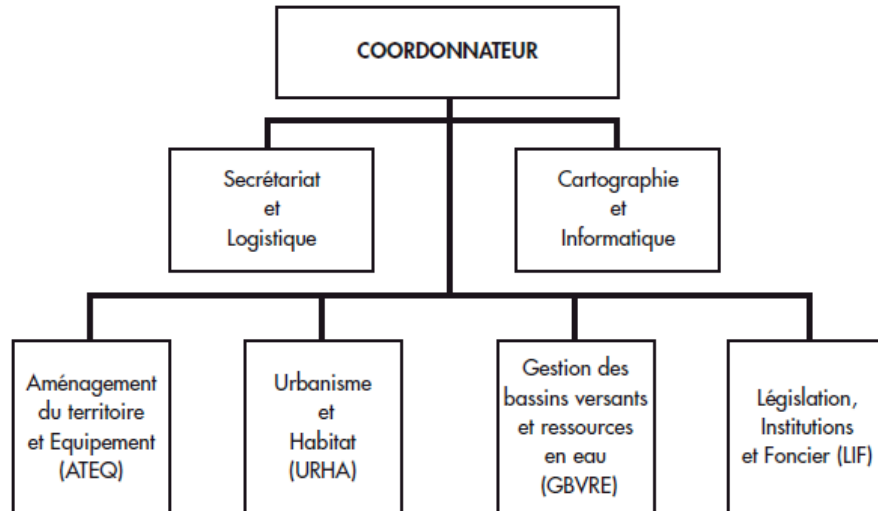 COORDONNATEUR
Secrétariat
et
Logistique
Cartographie
et
Informatique
Aménagement
du territoire
et Equipement
(ATEQ)
Urbanisme
et
Habitat
(URHA)
Gestion des
bassins versants
et ressources
en eau
(GBVRE)
Législation,
Institutions
et Foncier (LIF)